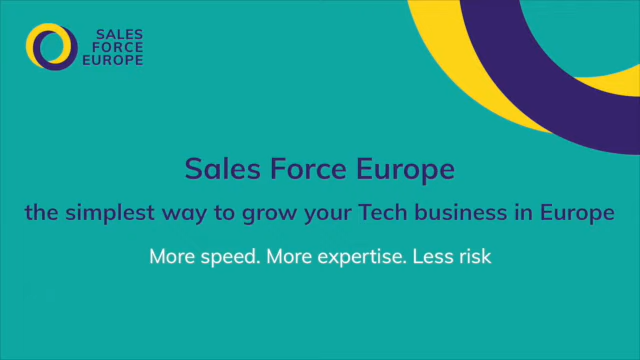 SALES
FORCE
EUROPE
Sales Force Europe
the simplest way to grow your Tech business in Europe
More speed. More expertise. Less risk